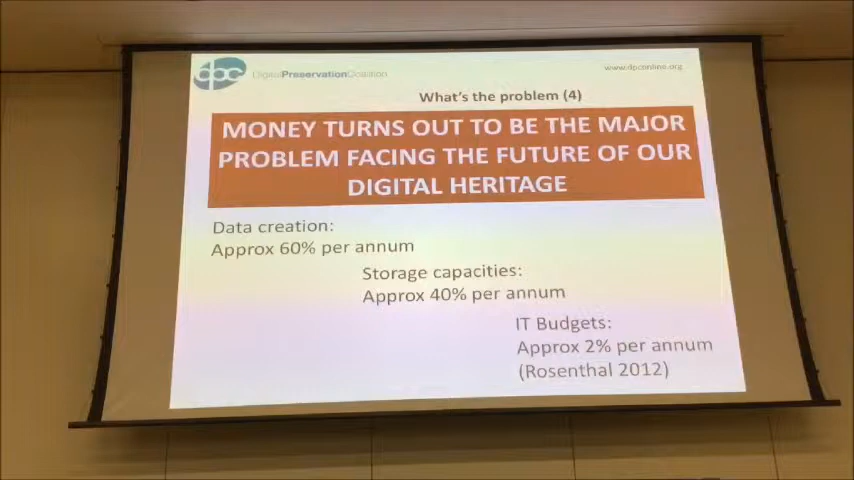 dpc
DigitalPreservationCoalition
www.dpconline.org
What's the problem (4)
MONEY TURNS OUT TO BE THE MAJOR
PROBLEM FACING THE FUTURE OF OUR
DIGITAL HERITAGE
Data creation:
Approx 60% per annum
Storage capacities:
Approx 40% per annum
IT Budgets:
Approx 2% per annum
(Rosenthal 2012)